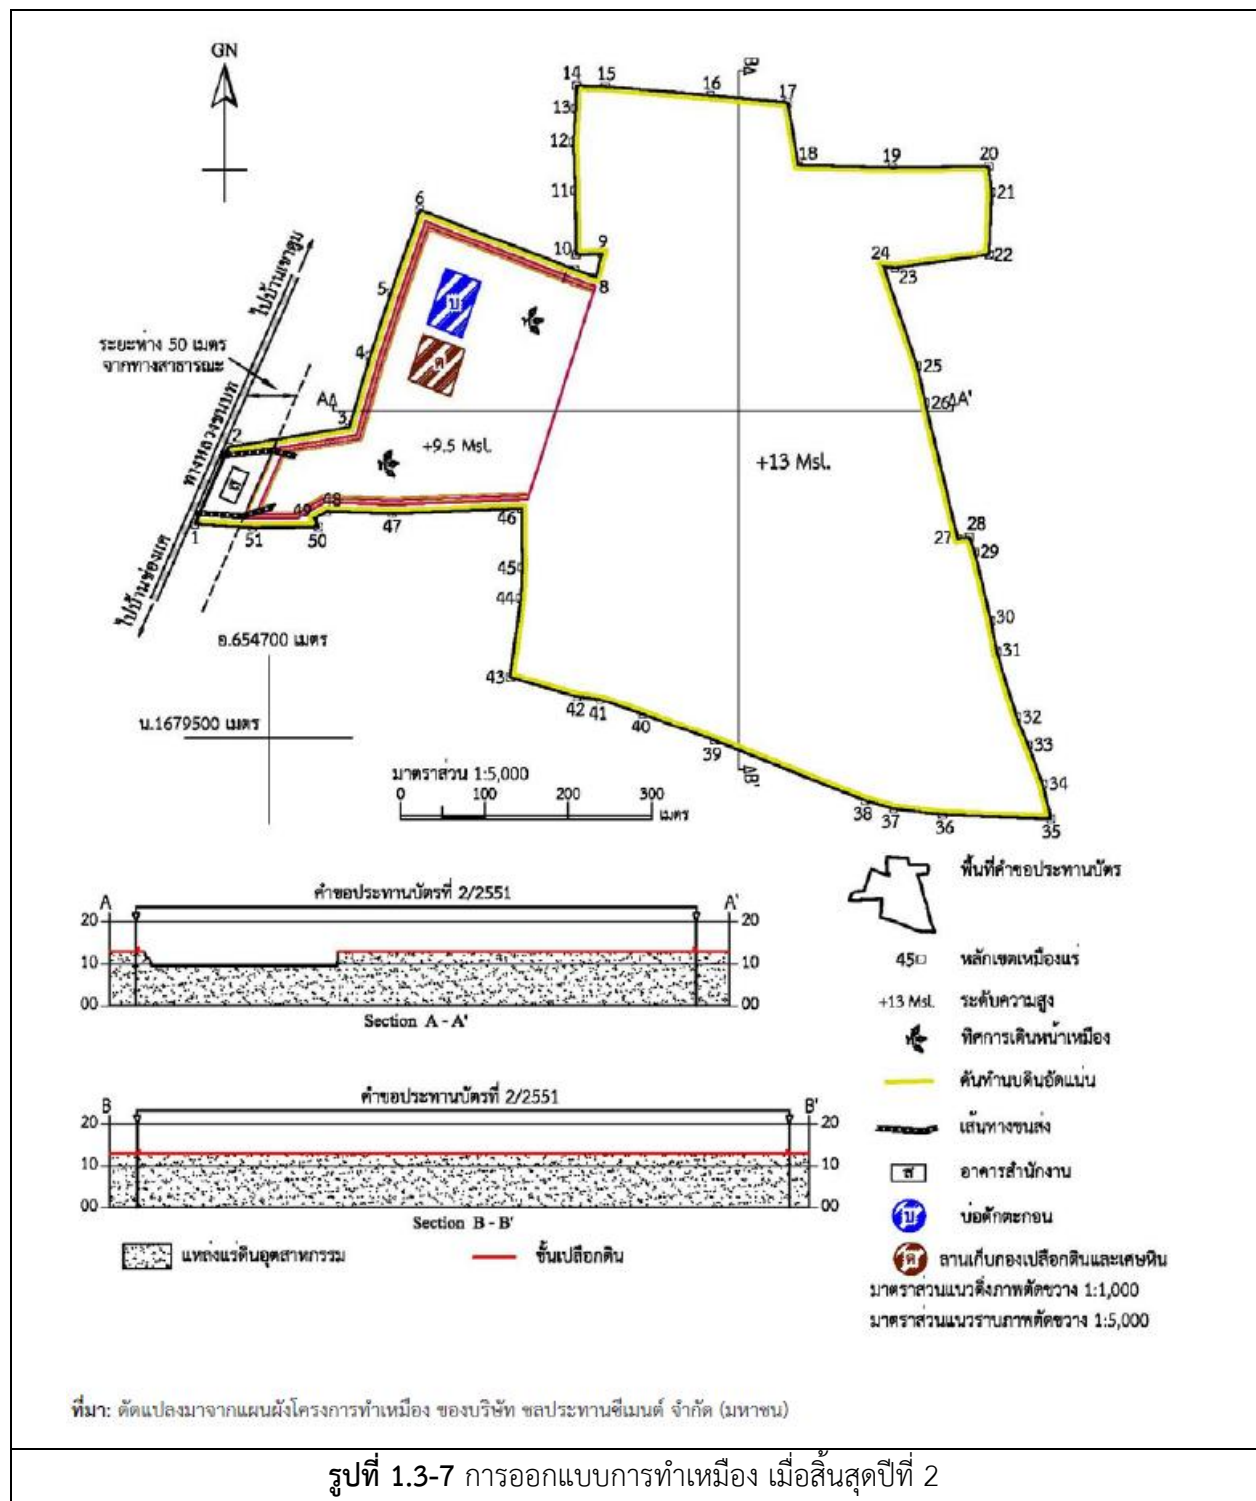 GN
14 15 16 17
13
12
11
18 19 20
21
22
10 9
8
24 23
6
5
4
3
2
1
25
26
B
B'
A
A'
ไปบ้านเขาตูม
ระยะห่าง 50 เมตร
จากทางสาธารณะ
ทางหลวงชนบท
ไปบ้านช่องแค
บ
ค
ส
+9.5 Msl.
+13 Msl.
49 48
47
46
51 50
45
44
43
42 41
40
39
38 37 36 35
27 28
29
30
31
32
33
34
อ.654700 เมตร
น.1679500 เมตร
มาตราส่วน 1:5,000
0 100 200 300
เมตร
คำขอประทานบัตรที่ 2/2551
A A'
20 20
10 10
00 00
Section A - A'
คำขอประทานบัตรที่ 2/2551
B B'
20 20
10 10
00 00
Section B - B'
แหล่งแร่ดินอุตสาหกรรม
ชั้นเปลือกดิน
พื้นที่คำขอประทานบัตร
45 หลักเขตเหมืองแร่
+13 Msl. ระดับความสูง
ทิศการเดินหน้าเหมือง
คันทำนบดินอัดแน่น
เส้นทางขนส่ง
ส อาคารสำนักงาน
บ บ่อดักตะกอน
ค ลานเก็บกองเปลือกดินและเศษหิน
มาตราส่วนแนวดิ่งภาพตัดขวาง 1:1,000
มาตราส่วนแนวราบภาพตัดขวาง 1:5,000
ที่มา: ดัดแปลงมาจากแผนผังโครงการทำเหมือง ของบริษัท ชลประทานซีเมนต์ จำกัด (มหาชน)
รูปที่ 1.3-7 การออกแบบการทำเหมือง เมื่อสิ้นสุดปีที่ 2